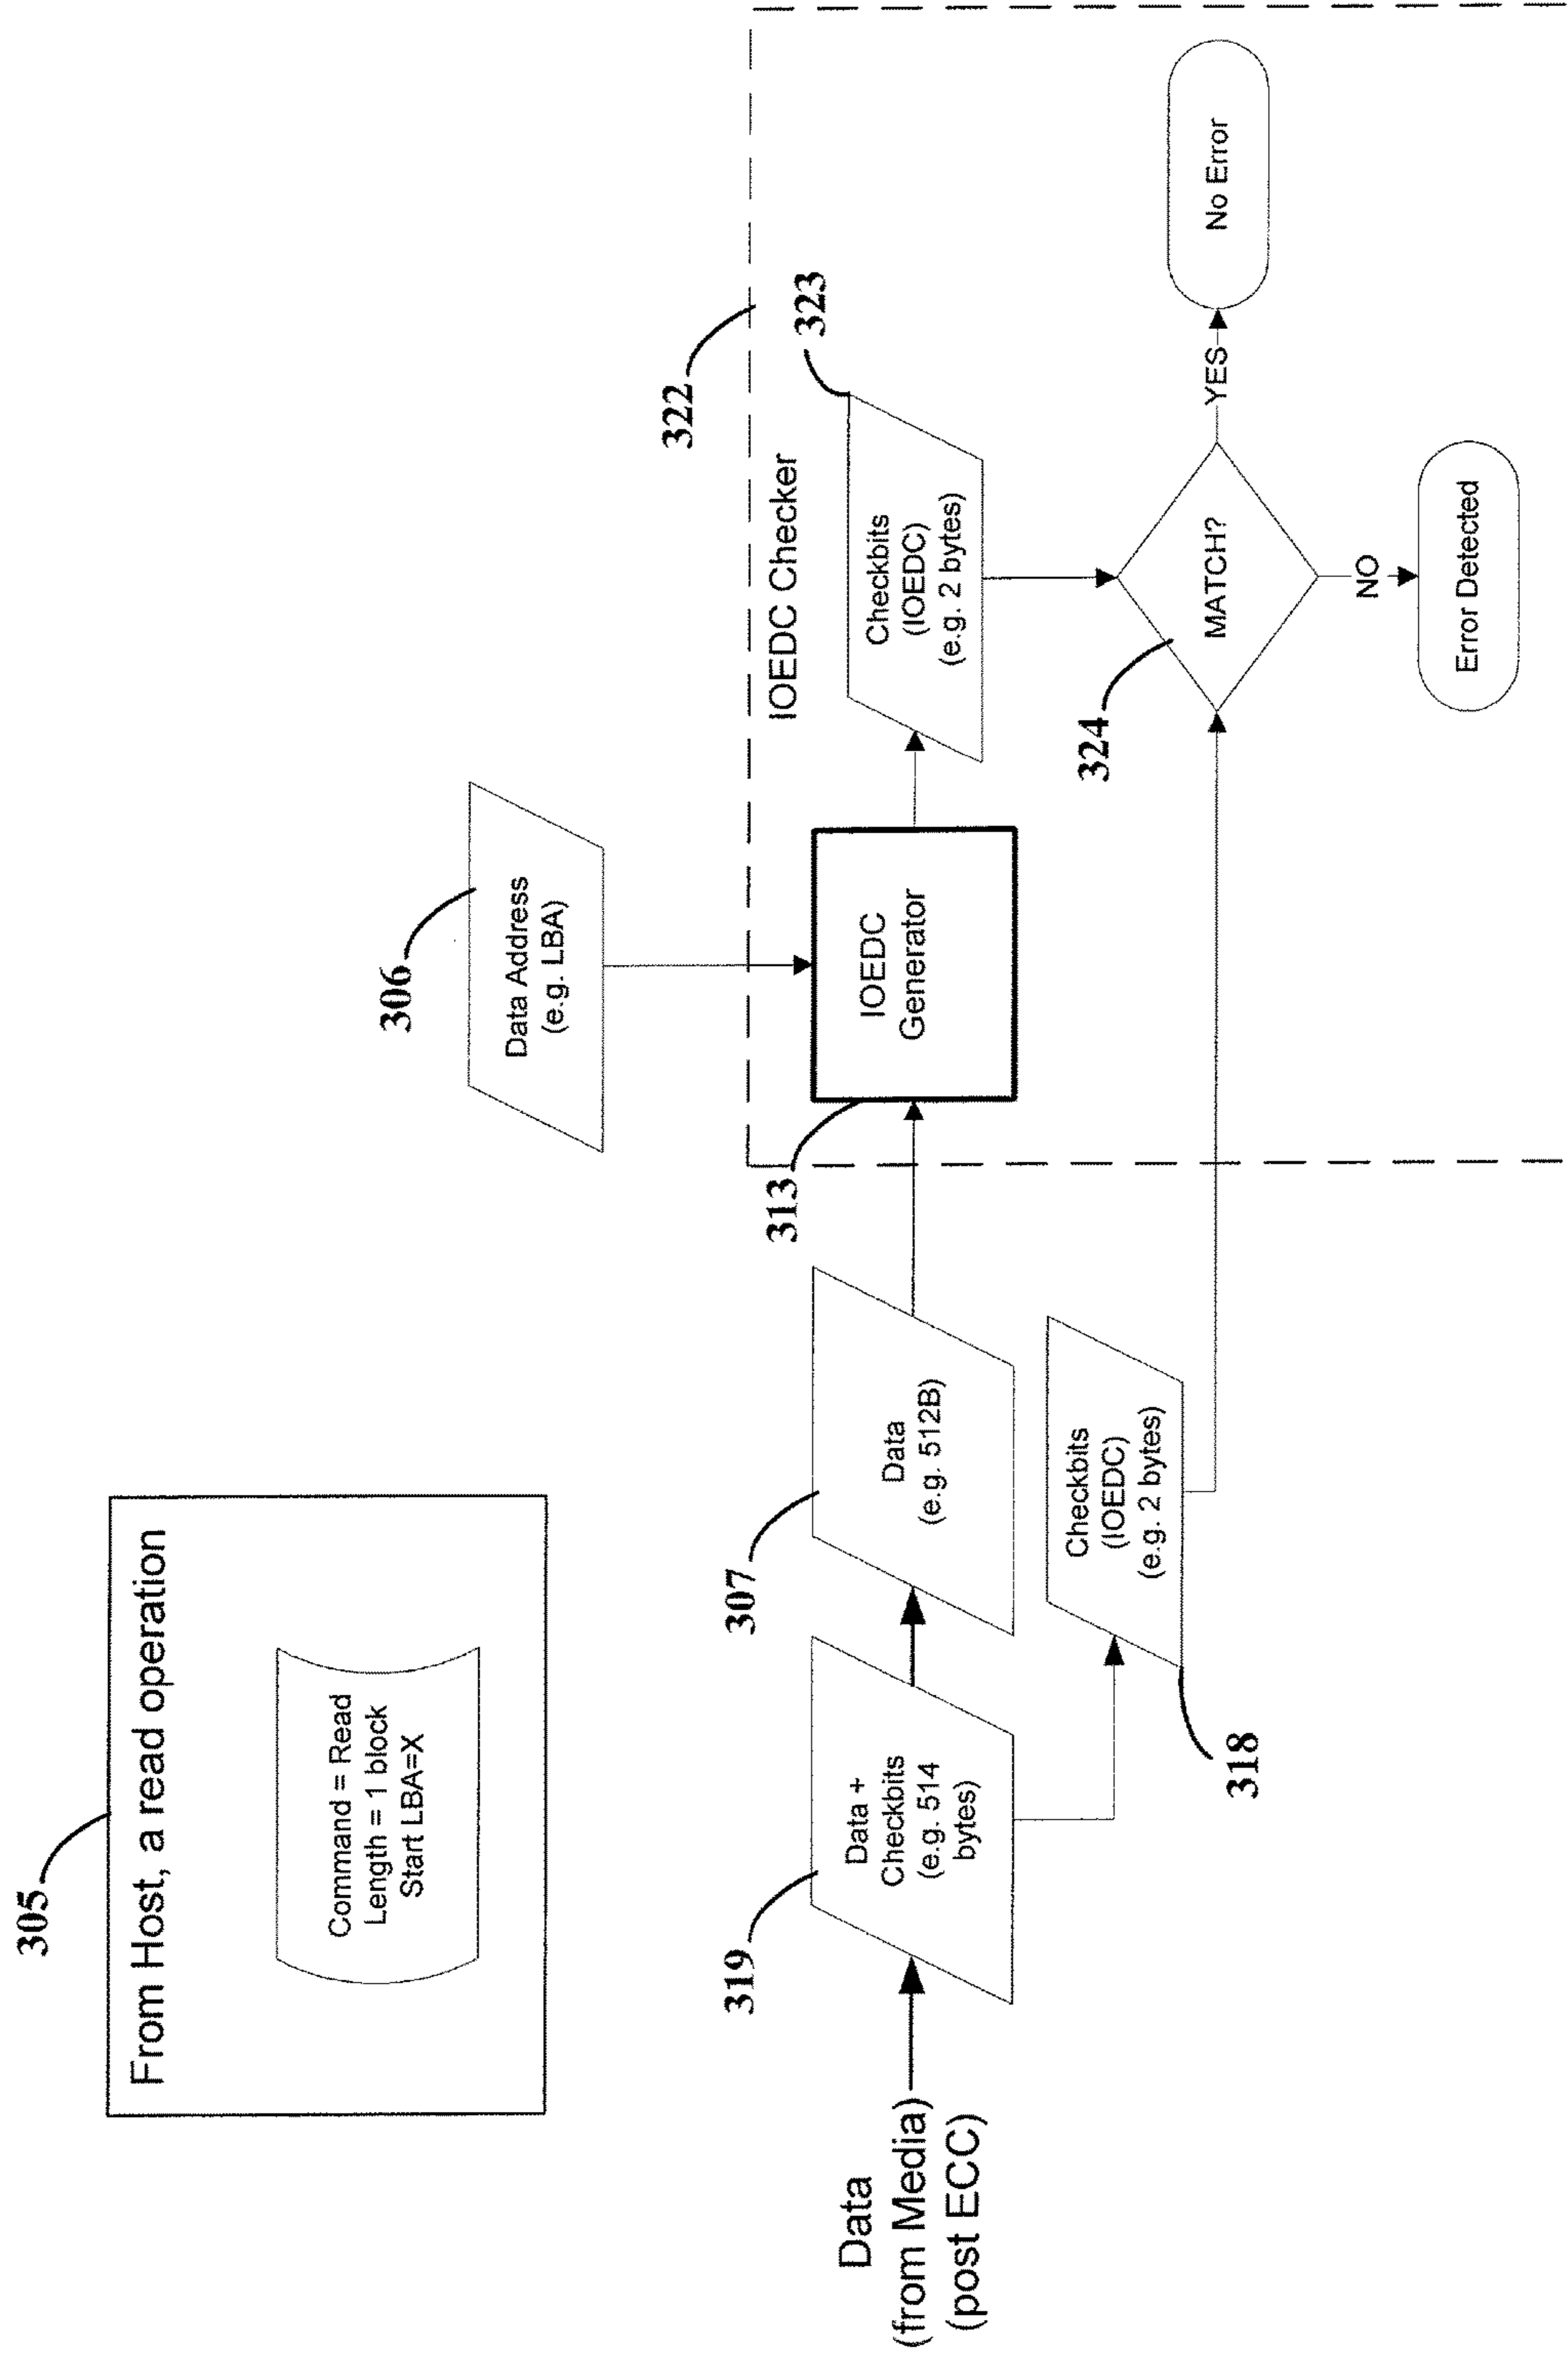 305
From Host, a read operation
Command = Read
Length = 1 block
Start LBA=X
306
Data Address
(e.g. LBA)
322
IOEDC Checker
323
319
Data +
Checkbits
(e.g. 514
bytes)
307
Data
(e.g. 512B)
313
IOEDC
Generator
Checkbits
(IOEDC)
(e.g. 2 bytes)
Data
(from Media)
(post ECC)
318
Checkbits
(IOEDC)
(e.g. 2 bytes)
324
MATCH?
YES
No Error
NO
Error Detected